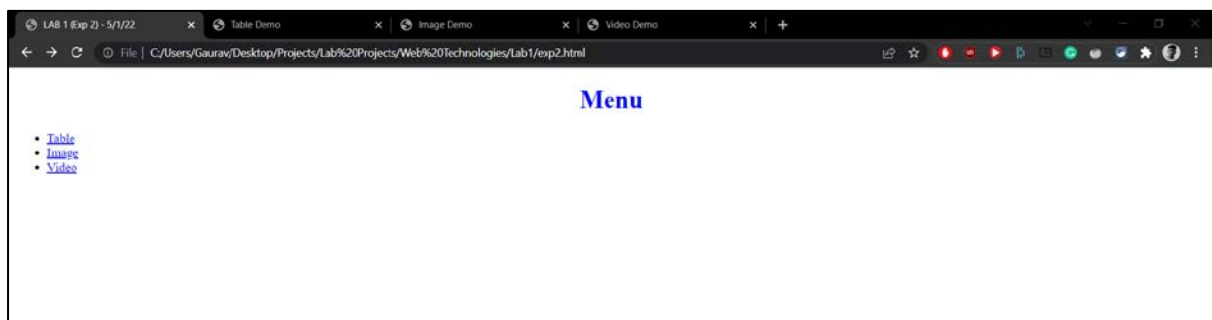 LAB 1 (Exp 2) - 5/1/22 Table Demo Image Demo Video Demo
File C:/Users/Gaurav/Desktop/Projects/Lab%20Projects/Web%20Technologies/Lab1/exp2.html
Menu
Table
Image
Video